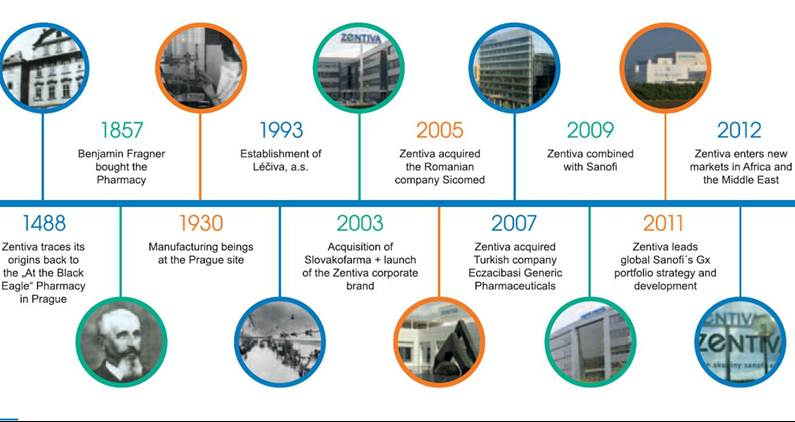 ZENTIVA
1857
Benjamin Fragner
bought the
Pharmacy
1993
Establishment of
Léčiva, a.s.
2005
Zentiva acquired
the Romanian
company Sicomed
2009
Zentiva combined
with Sanofi
2012
Zentiva enters new
markets in Africa and
the Middle East
1488
Zentiva traces its
origins back to
the „At the Black
Eagle“ Pharmacy
in Prague
1930
Manufacturing beings
at the Prague site
2003
Acquisition of
Slovakofarma + launch
of the Zentiva corporate
brand
2007
Zentiva acquired
Turkish company
Eczacibasi Generic
Pharmaceuticals
2011
Zentiva leads
global Sanofi´s Gx
portfolio strategy and
development
NTIVA
ZENTIV
skupiny